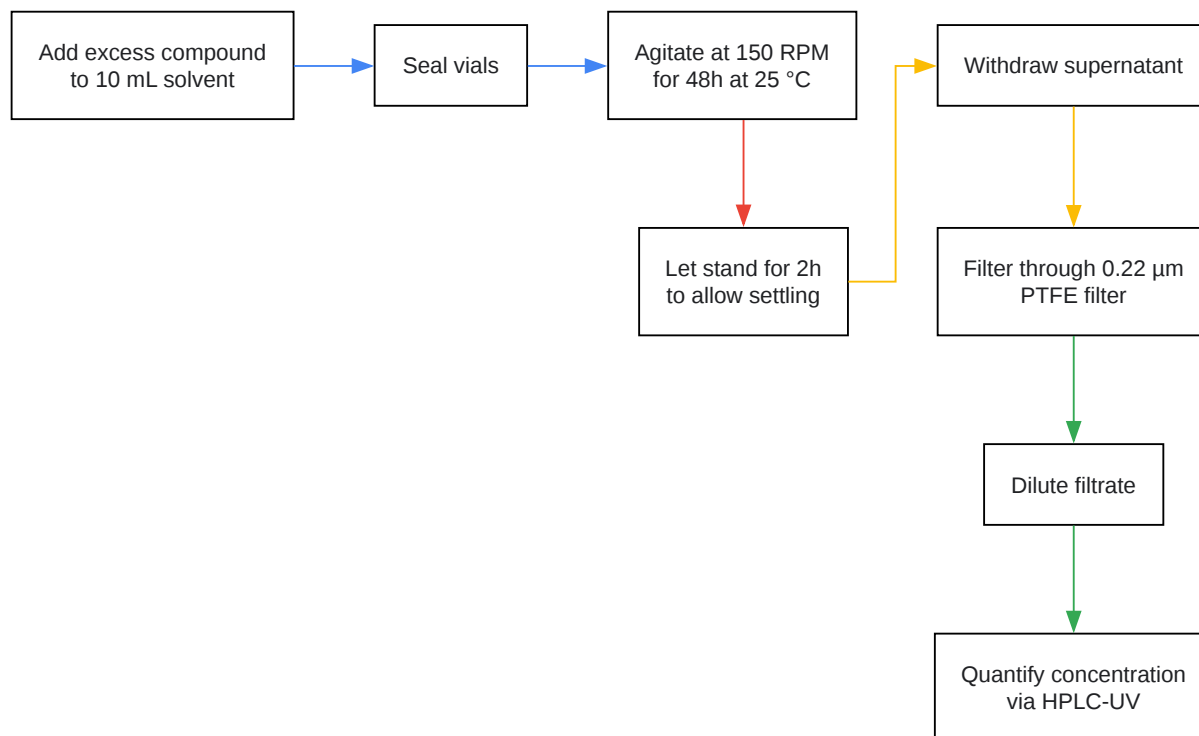 Add excess compound
to 10 mL solvent
Seal vials
Agitate at 150 RPM
for 48h at 25 °C
Let stand for 2h
to allow settling
Withdraw supernatant
Filter through 0.22 µm
PTFE filter
Dilute filtrate
Quantify concentration
via HPLC-UV